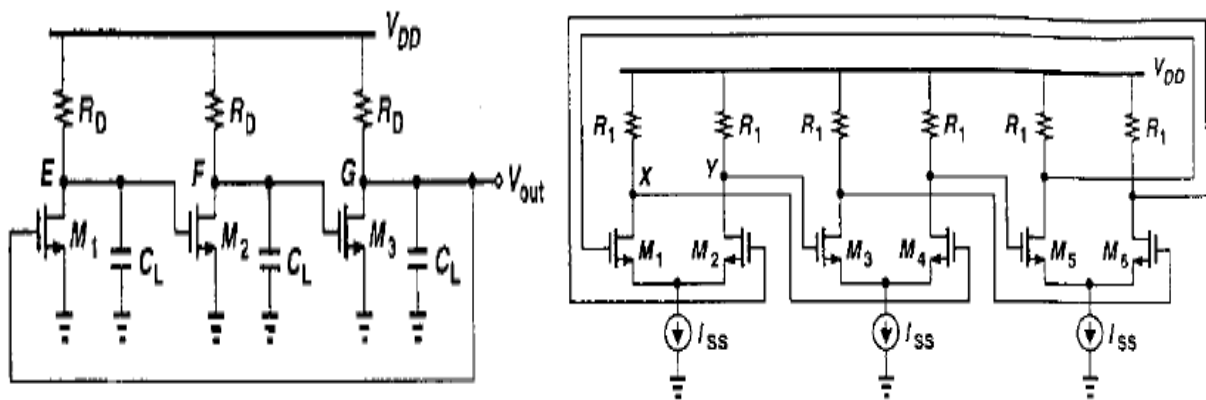 V_DD
R_D R_D R_D
E F G V_out
M_1 M_2 M_3
C_L C_L C_L
V_DD
R_1 R_1 R_1 R_1 R_1 R_1
X Y
M_1 M_2 M_3 M_4 M_5 M_6
I_SS I_SS I_SS